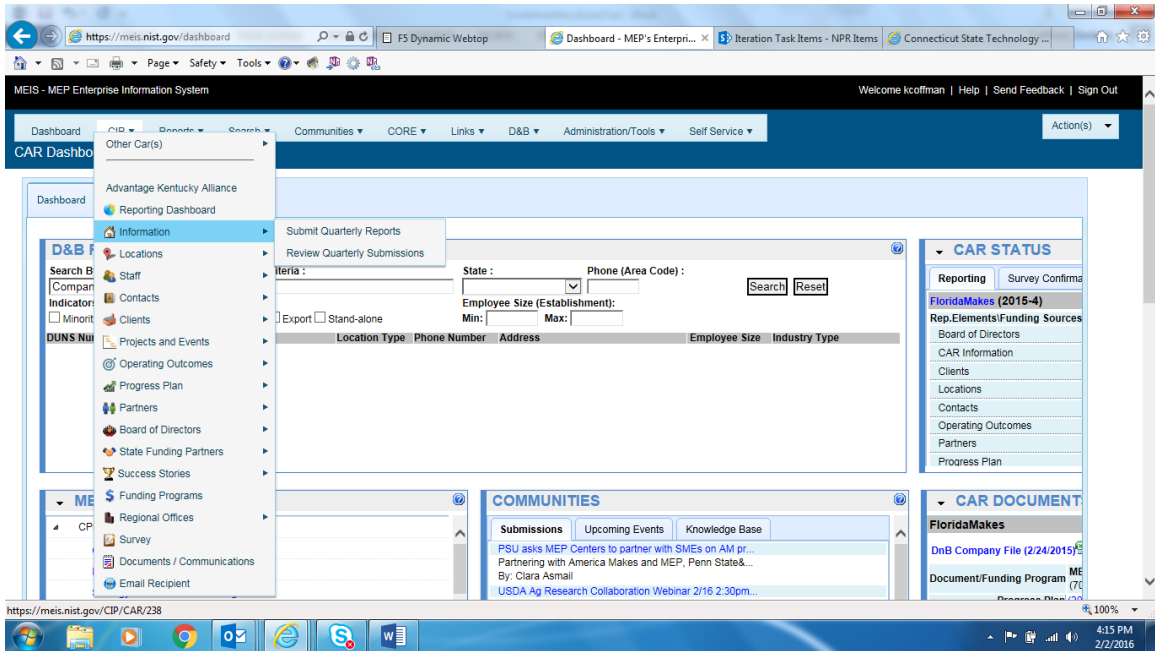 https://meis.nist.gov/dashboard
F5 Dynamic Webtop
Dashboard - MEP's Enterpri...
Iteration Task Items - NPR Items
Connecticut State Technology ...
Page Safety Tools
MEIS - MEP Enterprise Information System
Welcome kcoffman | Help | Send Feedback | Sign Out
Dashboard CIP Reports Search Communities CORE Links D&B Administration/Tools Self Service
Action(s)
CAR Dashbo
Other Car(s)
Advantage Kentucky Alliance
Reporting Dashboard
Information
Locations
Staff
Contacts
Clients
Projects and Events
Operating Outcomes
Progress Plan
Partners
Board of Directors
State Funding Partners
Success Stories
Funding Programs
Regional Offices
Survey
Documents / Communications
Email Recipient
Submit Quarterly Reports
Review Quarterly Submissions
Dashboard
D&B
Search B
iteria :
State :
Phone (Area Code) :
Compan
Search Reset
Indicator
Employee Size (Establishment):
Minorit
Export Stand-alone
Min: Max:
DUNS Nu
Location Type Phone Number Address Employee Size Industry Type
CAR STATUS
Reporting
Survey Confirma
FloridaMakes (2015-4)
Rep.Elements\Funding Sources
Board of Directors
CAR Information
Clients
Locations
Contacts
Operating Outcomes
Partners
Progress Plan
ME
CP
COMMUNITIES
Submissions Upcoming Events Knowledge Base
PSU asks MEP Centers to partner with SMEs on AM pr...
Partnering with America Makes and MEP, Penn State&...
By: Clara Asmail
USDA Ag Research Collaboration Webinar 2/16 2:30pm...
CAR DOCUMENT
FloridaMakes
DnB Company File (2/24/2015)
Document/Funding Program
ME
(70
Progress Plan
https://meis.nist.gov/CIP/CAR/238
100%
4:15 PM
2/2/2016